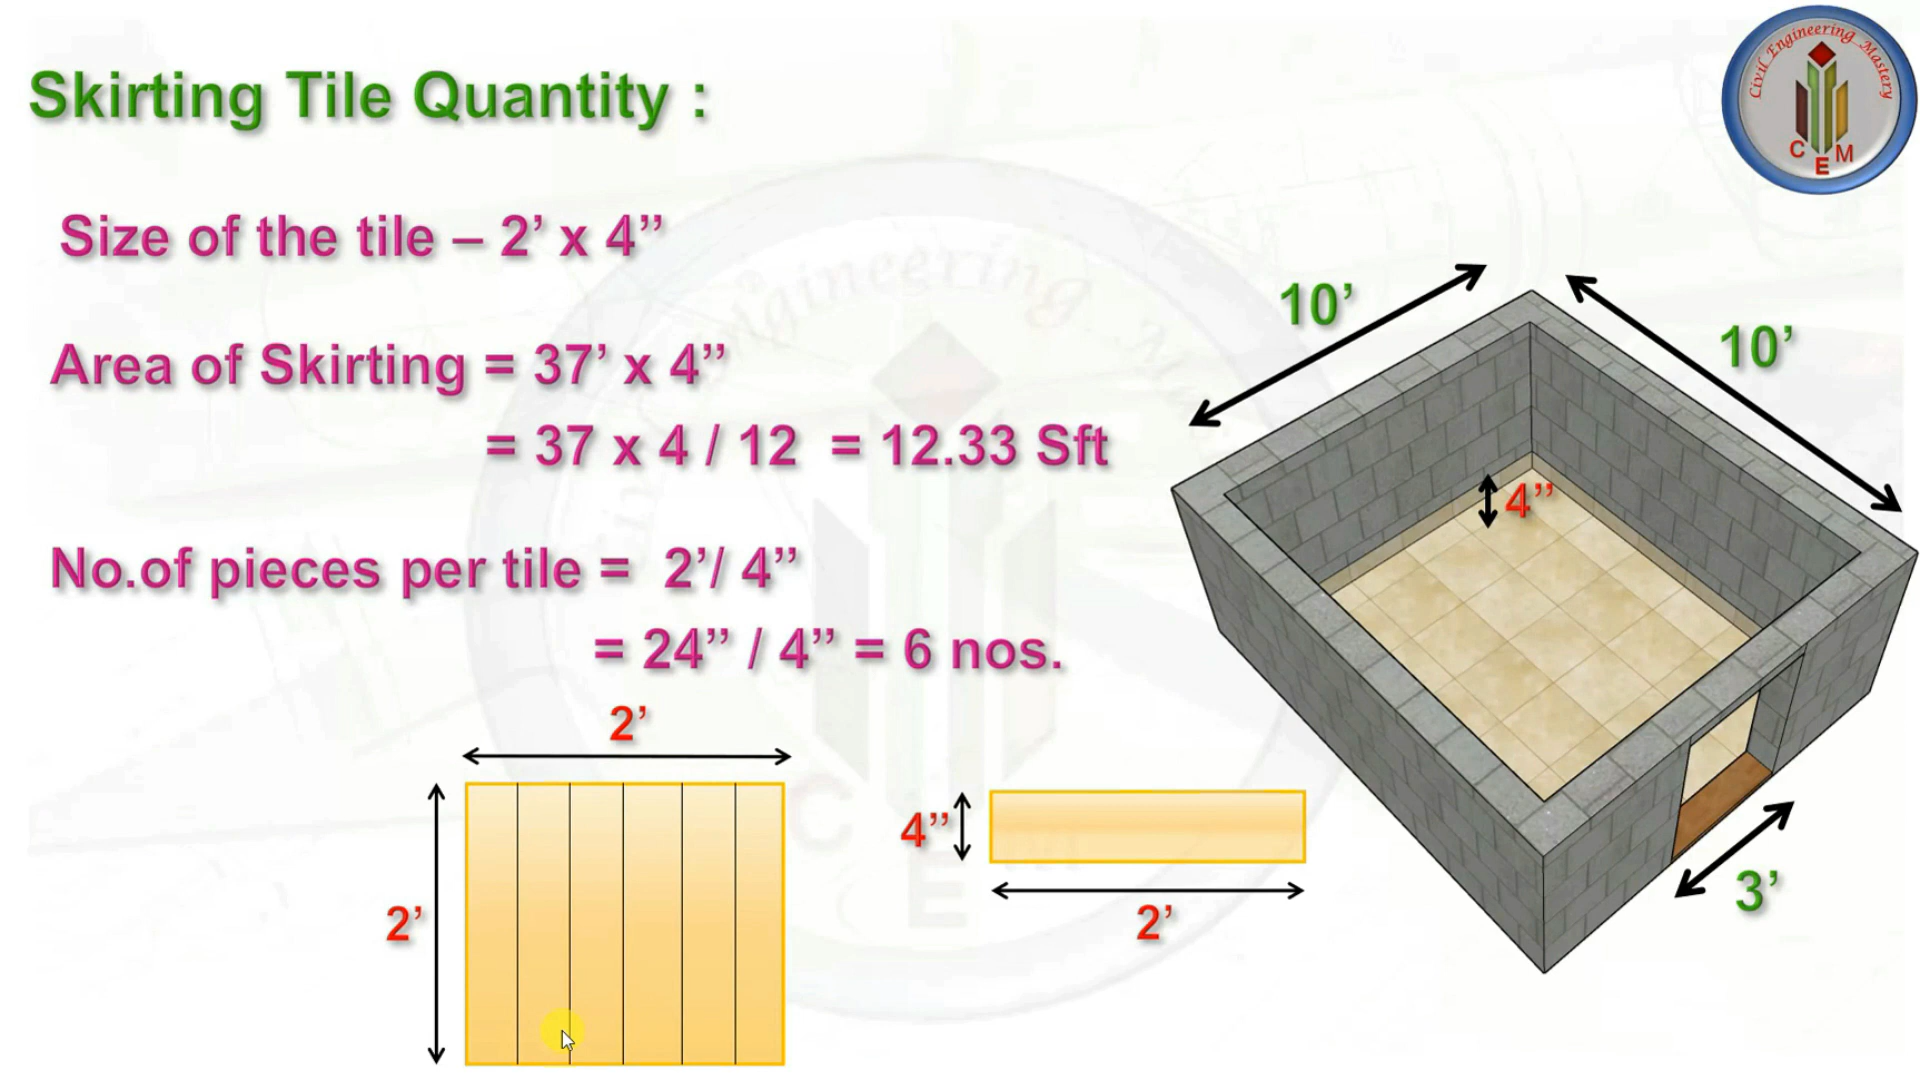 Skirting Tile Quantity :
Civil Engineering Mastery
C E M
Size of the tile – 2’ x 4”
Area of Skirting = 37’ x 4”
= 37 x 4 / 12 = 12.33 Sft
No.of pieces per tile = 2’/ 4”
= 24” / 4” = 6 nos.
10’
10’
4”
3’
2’
2’
4”
2’